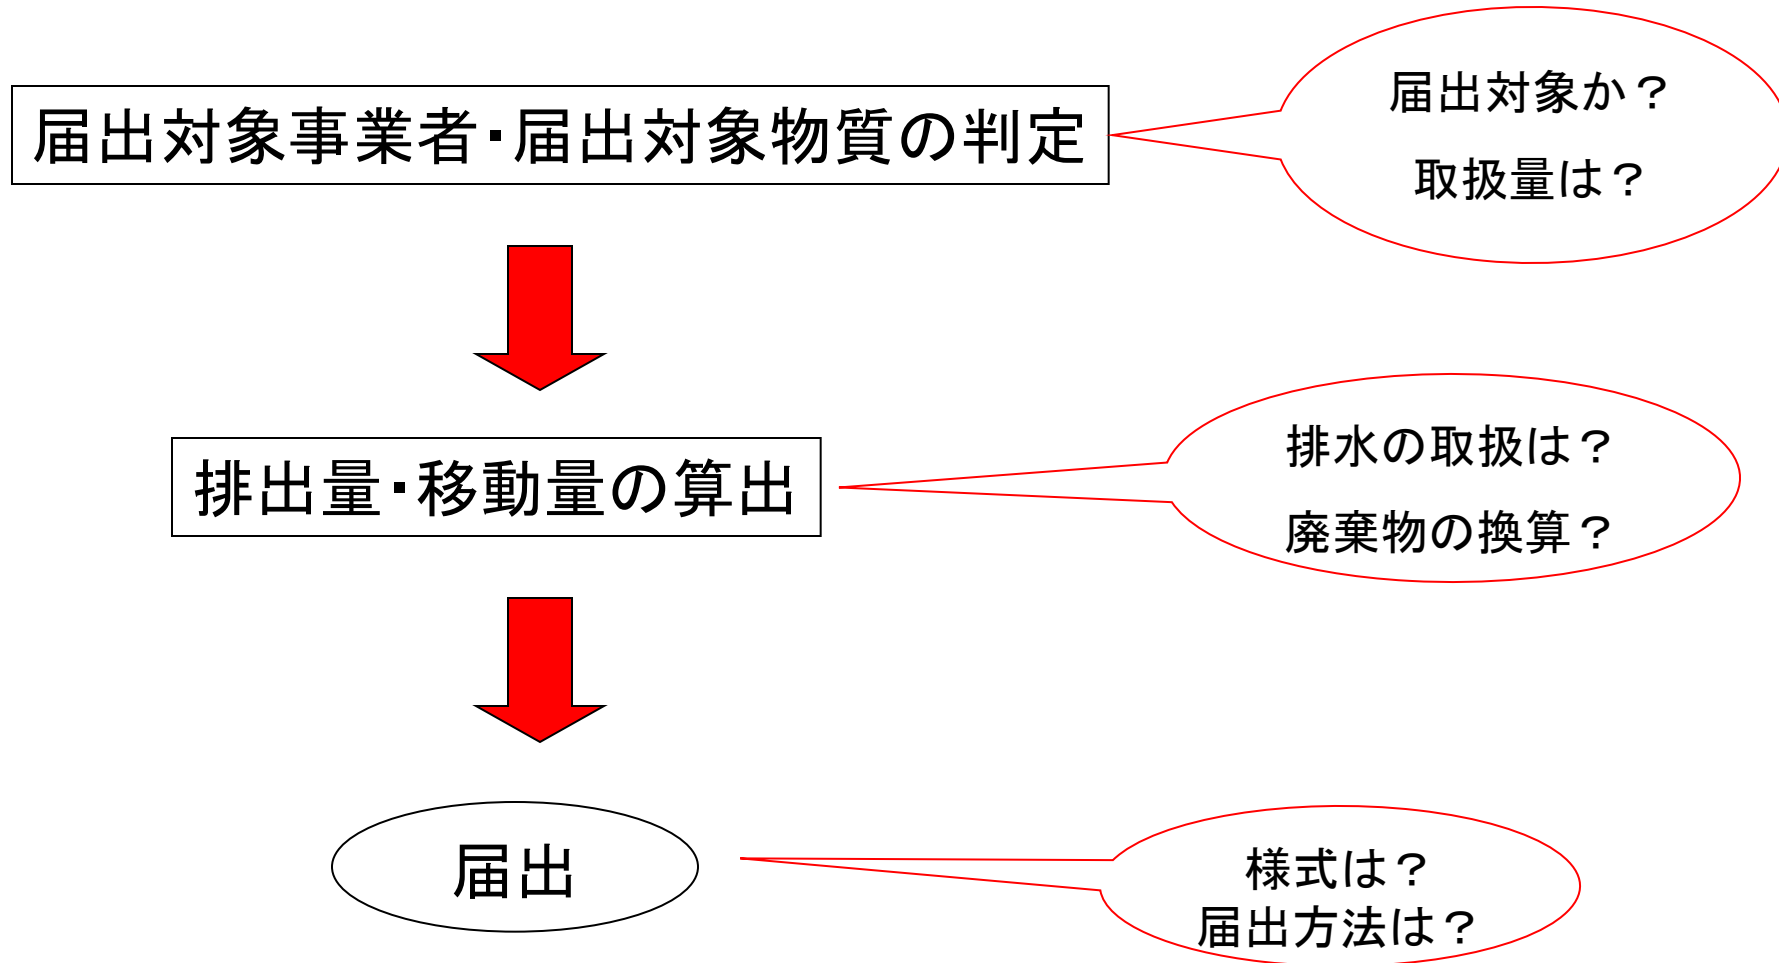 届出対象事業者・届出対象物質の判定
届出対象か？
取扱量は？
排出量・移動量の算出
排水の取扱は？
廃棄物の換算？
届出
様式は？
届出方法は？